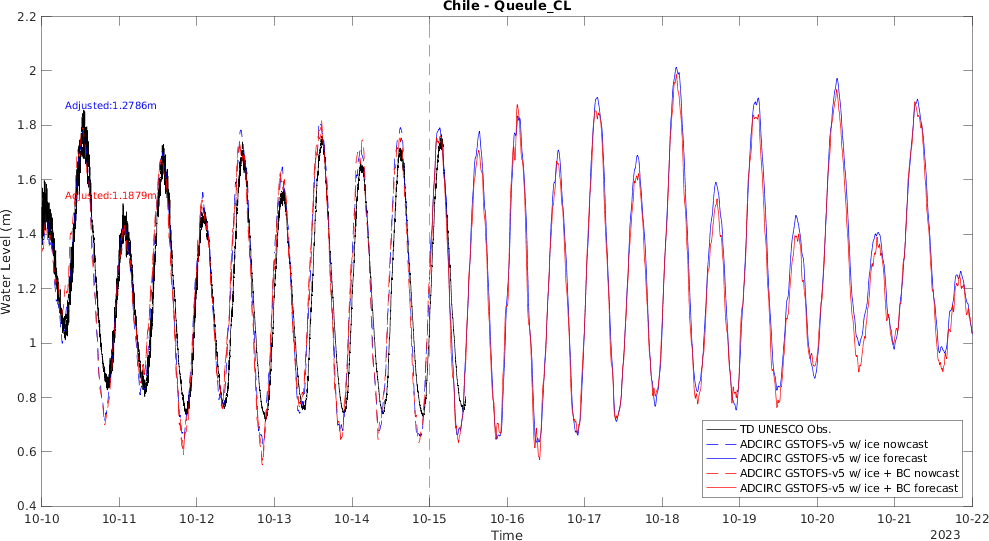 Chile - Queule_CL
2.2
2
1.8
1.6
1.4
1.2
1
0.8
0.6
0.4
Water Level (m)
Adjusted:1.2786m
Adjusted:1.1879m
TD UNESCO Obs.
ADCIRC GSTOFS-v5 w/ ice nowcast
ADCIRC GSTOFS-v5 w/ ice forecast
ADCIRC GSTOFS-v5 w/ ice + BC nowcast
ADCIRC GSTOFS-v5 w/ ice + BC forecast
10-10 10-11 10-12 10-13 10-14 10-15 10-16 10-17 10-18 10-19 10-20 10-21 10-22
Time
2023